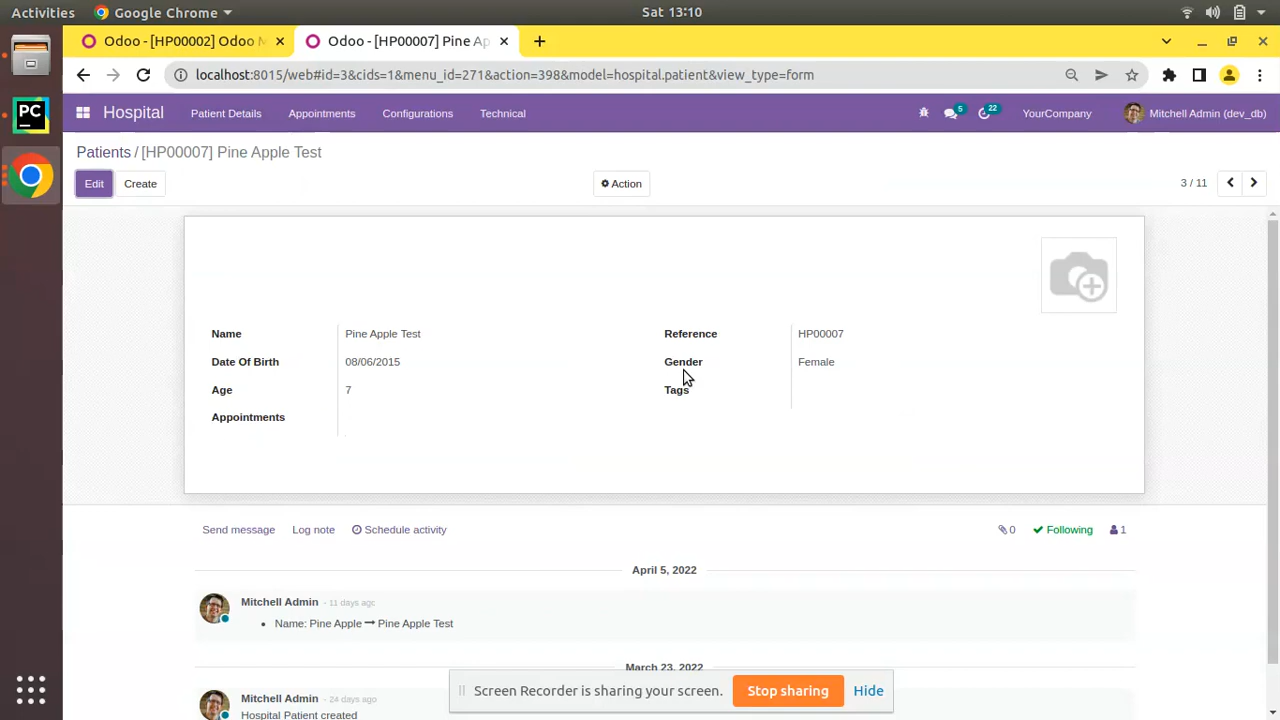 Activities Google Chrome Sat 13:10
Odoo - [HP00002] Odoo M Odoo - [HP00007] Pine Ap
localhost:8015/web#id=3&cids=1&menu_id=271&action=398&model=hospital.patient&view_type=form
Hospital Patient Details Appointments Configurations Technical 5 22 YourCompany Mitchell Admin (dev_db)
Patients / [HP00007] Pine Apple Test
Edit Create Action 3 / 11
Name Pine Apple Test Reference HP00007
Date Of Birth 08/06/2015 Gender Female
Age 7 Tags
Appointments
Send message Log note Schedule activity 0 Following 1
April 5, 2022
Mitchell Admin - 11 days ago
Name: Pine Apple Pine Apple Test
March 23, 2022
Screen Recorder is sharing your screen. Stop sharing Hide
Mitchell Admin - 24 days ago
Hospital Patient created
PC